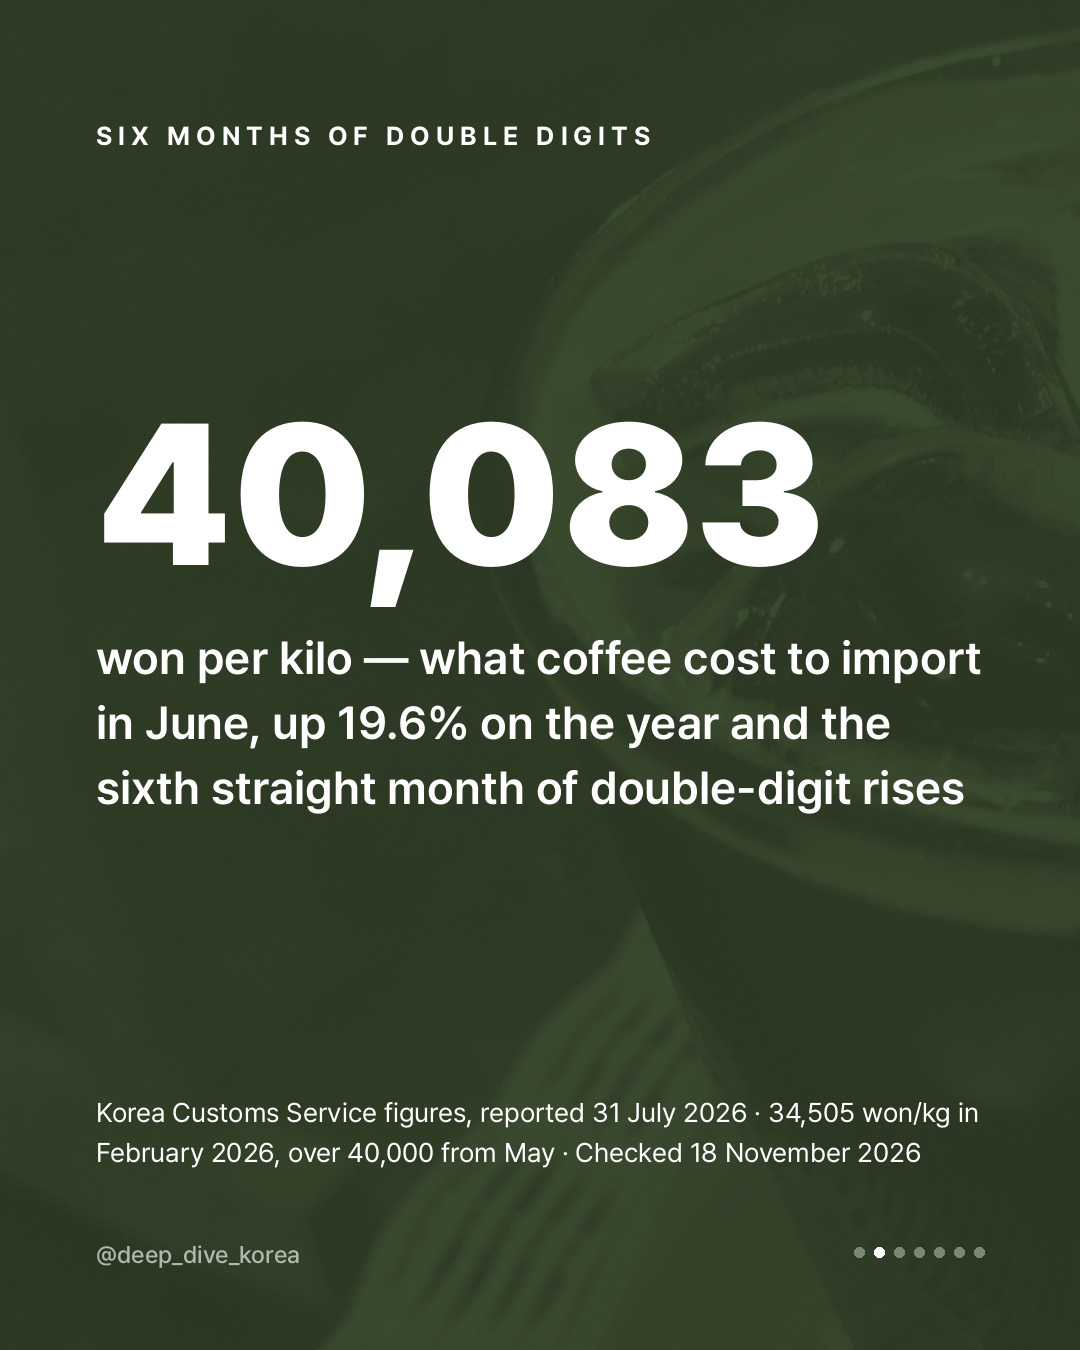 SIX MONTHS OF DOUBLE DIGITS
40,083
won per kilo — what coffee cost to import
in June, up 19.6% on the year and the
sixth straight month of double-digit rises
Korea Customs Service figures, reported 31 July 2026 · 34,505 won/kg in
February 2026, over 40,000 from May · Checked 18 November 2026
@deep_dive_korea